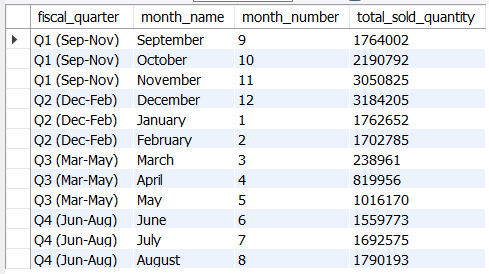 fiscal_quarter month_name month_number total_sold_quantity
Q1 (Sep-Nov) September 9 1764002
Q1 (Sep-Nov) October 10 2190792
Q1 (Sep-Nov) November 11 3050825
Q2 (Dec-Feb) December 12 3184205
Q2 (Dec-Feb) January 1 1762652
Q2 (Dec-Feb) February 2 1702785
Q3 (Mar-May) March 3 238961
Q3 (Mar-May) April 4 819956
Q3 (Mar-May) May 5 1016170
Q4 (Jun-Aug) June 6 1559773
Q4 (Jun-Aug) July 7 1692575
Q4 (Jun-Aug) August 8 1790193